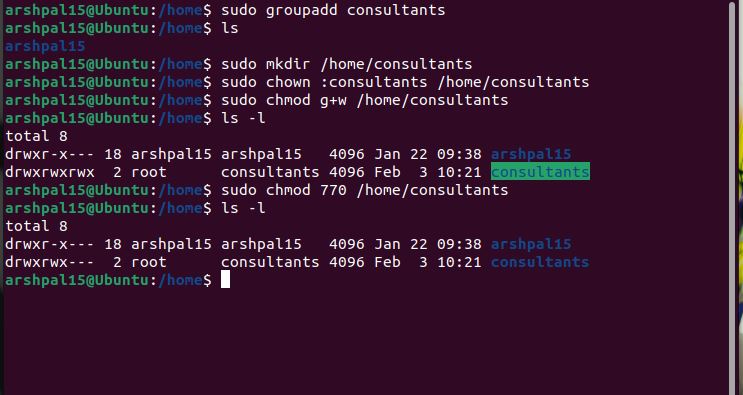 arshpal15@Ubuntu:/home$ sudo groupadd consultants
arshpal15@Ubuntu:/home$ ls
arshpal15
arshpal15@Ubuntu:/home$ sudo mkdir /home/consultants
arshpal15@Ubuntu:/home$ sudo chown :consultants /home/consultants
arshpal15@Ubuntu:/home$ sudo chmod g+w /home/consultants
arshpal15@Ubuntu:/home$ ls -l
total 8
drwxr-x--- 18 arshpal15 arshpal15   4096 Jan 22 09:38 arshpal15
drwxrwxrwx  2 root      consultants 4096 Feb  3 10:21 consultants
arshpal15@Ubuntu:/home$ sudo chmod 770 /home/consultants
arshpal15@Ubuntu:/home$ ls -l
total 8
drwxr-x--- 18 arshpal15 arshpal15   4096 Jan 22 09:38 arshpal15
drwxrwx---  2 root      consultants 4096 Feb  3 10:21 consultants
arshpal15@Ubuntu:/home$